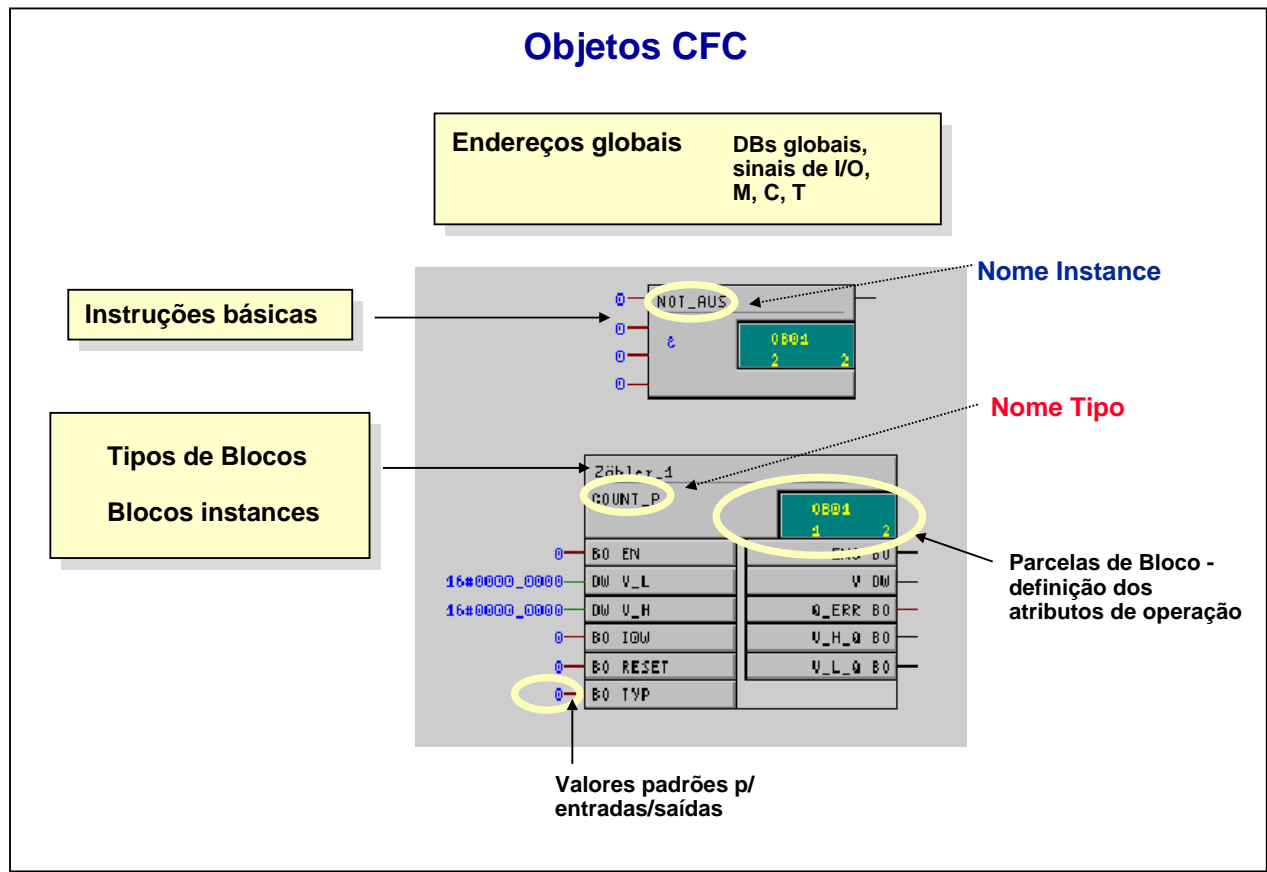 Objetos CFC
Endereços globais
DBs globais,
sinais de I/O,
M, C, T
Nome Instance
Instruções básicas
0
NOT_AUS
0
&
OB01
2 2
0
0
Nome Tipo
Tipos de Blocos
Blocos instances
Zähler_1
COUNT_P
OB01
1 2
0 BO EN
ENO BO
16#0000_0000 DW V_L
V DW
16#0000_0000 DW V_H
Q_ERR BO
0 BO
V_H_Q BO
0 BO RESET
V_L_Q BO
0 BO TYP
Parcelas de Bloco -
definição dos
atributos de operação
Valores padrões p/
entradas/saídas